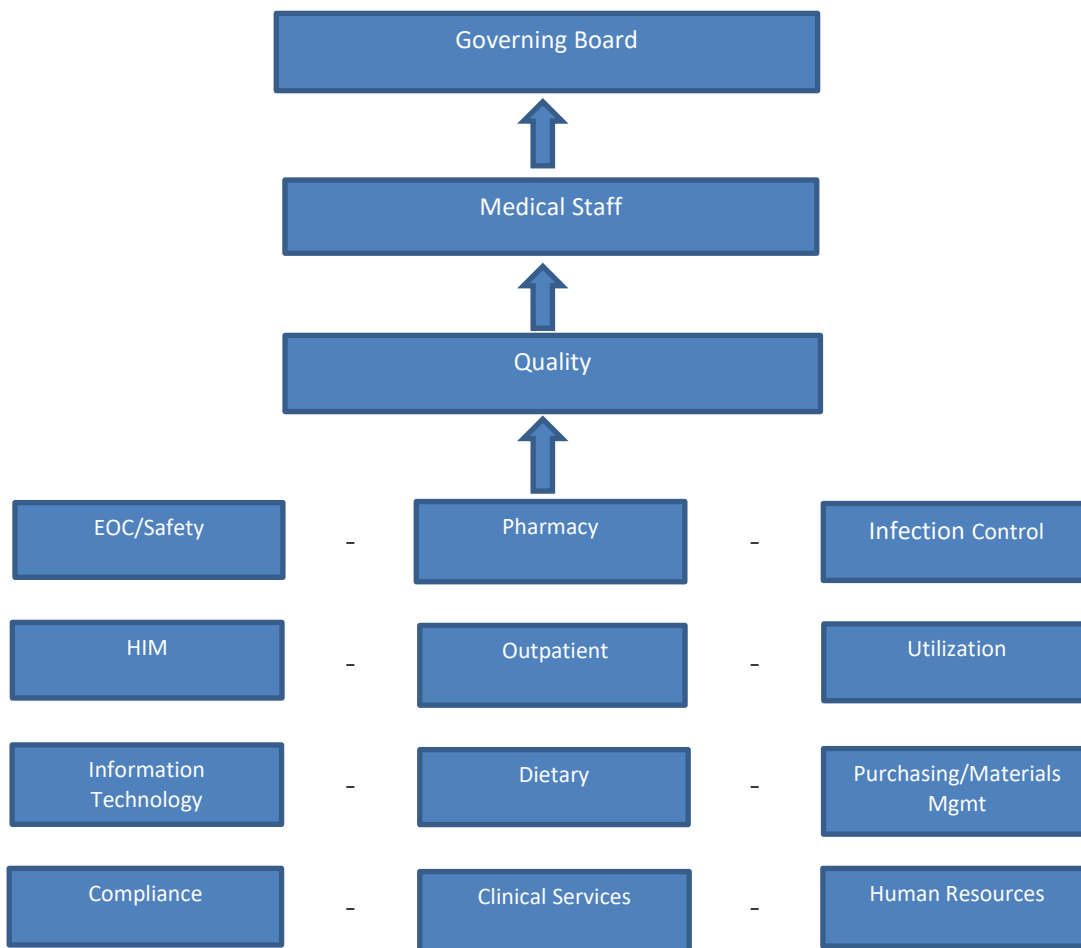 Governing Board
Medical Staff
Quality
EOC/Safety
-
Pharmacy
-
Infection Control
HIM
-
Outpatient
-
Utilization
Information
Technology
-
Dietary
-
Purchasing/Materials
Mgmt
Compliance
-
Clinical Services
-
Human Resources